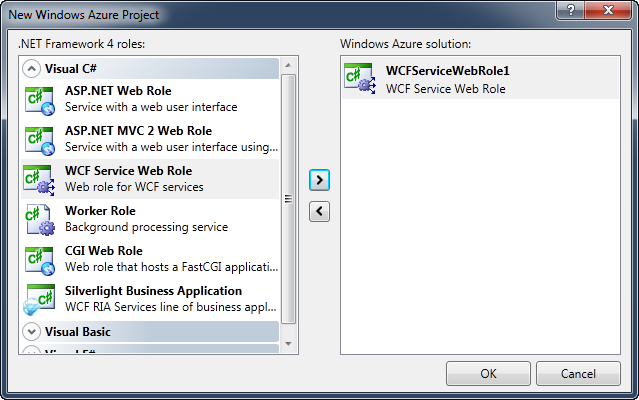 New Windows Azure Project
.NET Framework 4 roles:
Windows Azure solution:
Visual C#
ASP.NET Web Role
Service with a web user interface
ASP.NET MVC 2 Web Role
Service with a web user interface using...
WCF Service Web Role
Web role for WCF services
Worker Role
Background processing service
CGI Web Role
Web role that hosts a FastCGI applicati...
Silverlight Business Application
WCF RIA Services line of business appl...
Visual Basic
Visual F#
WCFServiceWebRole1
WCF Service Web Role
OK
Cancel